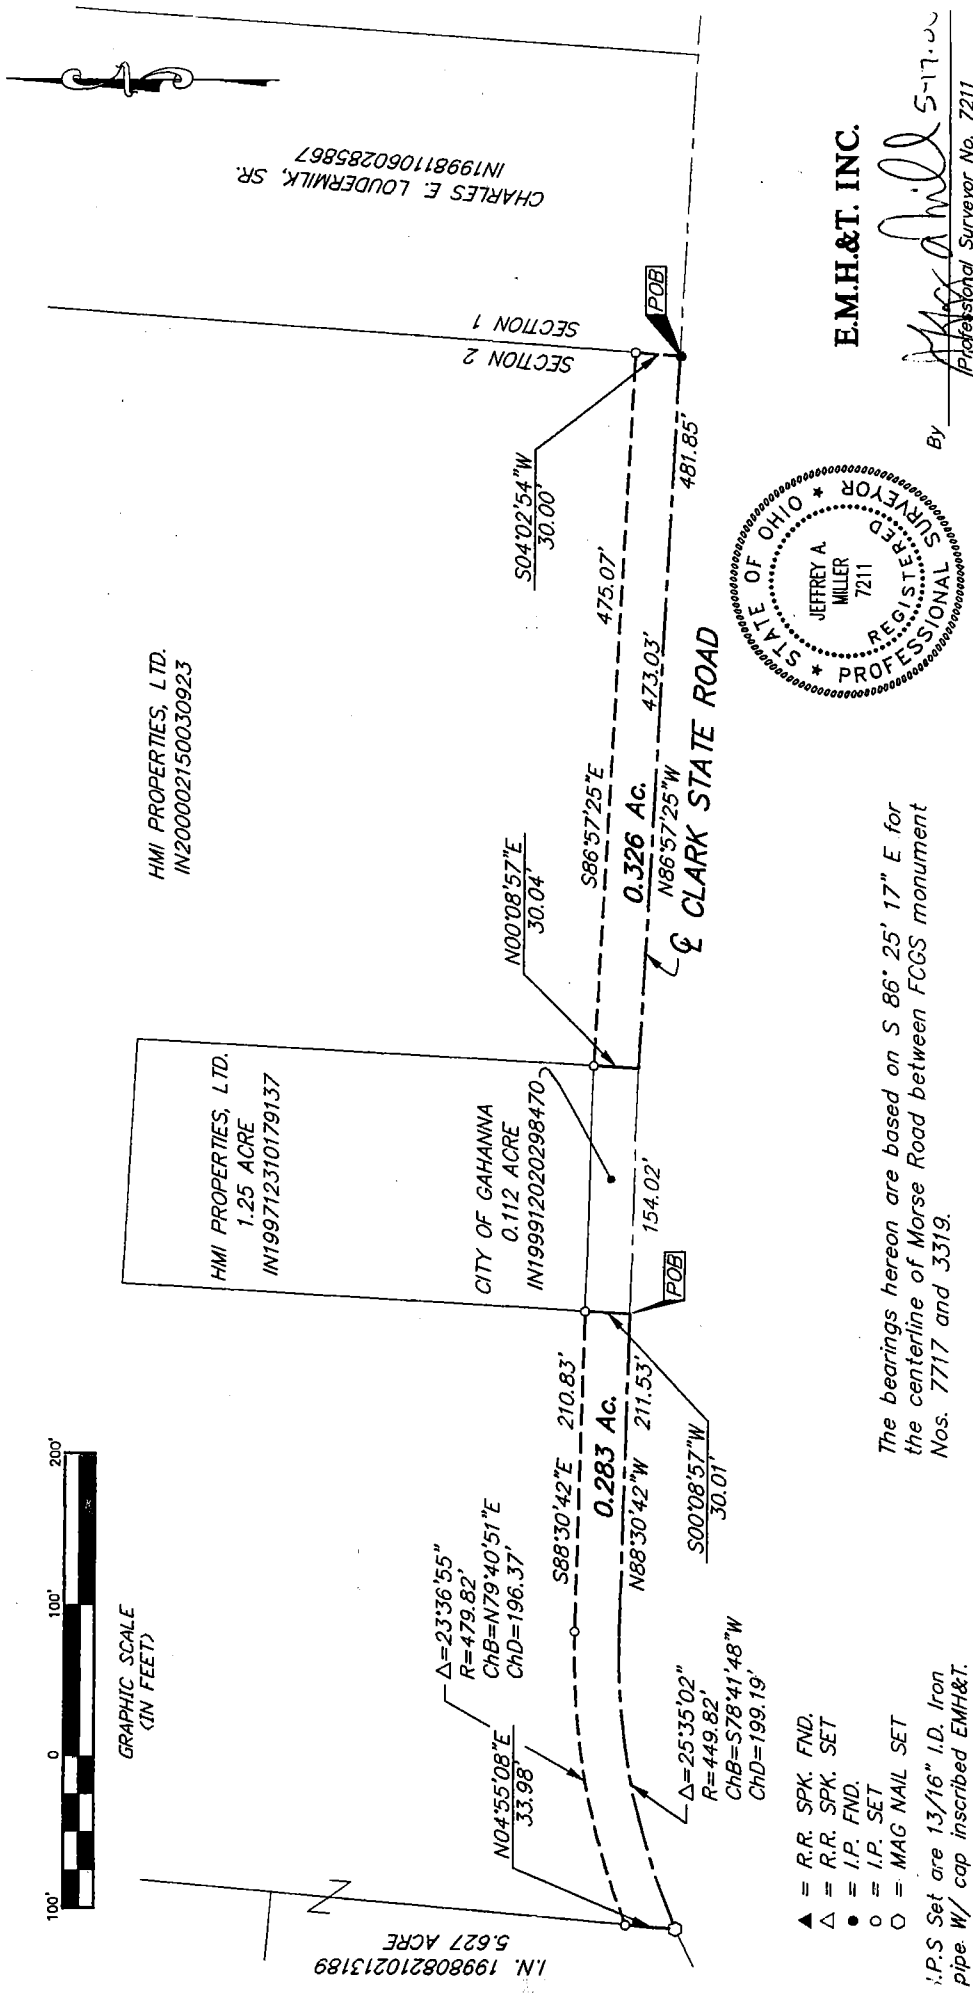 100'
0
100'
200'
GRAPHIC SCALE
(IN FEET)
HMI PROPERTIES, LTD.
IN200002150030923
CHARLES E. LOUDERMILK, SR.
IN199811060285867
SECTION 2
SECTION 1
HMI PROPERTIES, LTD.
1.25 ACRE
IN199712310179137
CITY OF GAHANNA
0.112 ACRE
IN199912020298470
I.N. 199808210213189
5.627 ACRE
N04°55'08"E
33.98'
△=23°36'55"
R=479.82'
ChB=N79°40'51"E
ChD=196.37'
S88°30'42"E 210.83'
0.283 Ac.
N88°30'42"W 211.53'
△=25°35'02"
R=449.82'
ChB=S78°41'48"W
ChD=199.19'
S00°08'57"W
30.01'
POB
154.02'
N00°08'57"E
30.04'
S86°57'25"E
475.07'
0.326 Ac.
N86°57'25"W
473.03'
481.85'
S04°02'54"W
30.00'
POB
℄ CLARK STATE ROAD
▲ = R.R. SPK. FND.
△ = R.R. SPK. SET
● = I.P. FND.
○ = I.P. SET
⬡ = MAG NAIL SET
I.P.S Set are 13/16" I.D. Iron
pipe W/ cap inscribed EMH&T.
The bearings hereon are based on S 86° 25' 17" E for
the centerline of Morse Road between FCGS monument
Nos. 7717 and 3319.
STATE OF OHIO
JEFFREY A.
MILLER
7211
REGISTERED
PROFESSIONAL SURVEYOR
E.M.H.&T. INC.
By
Professional Surveyor No. 7211